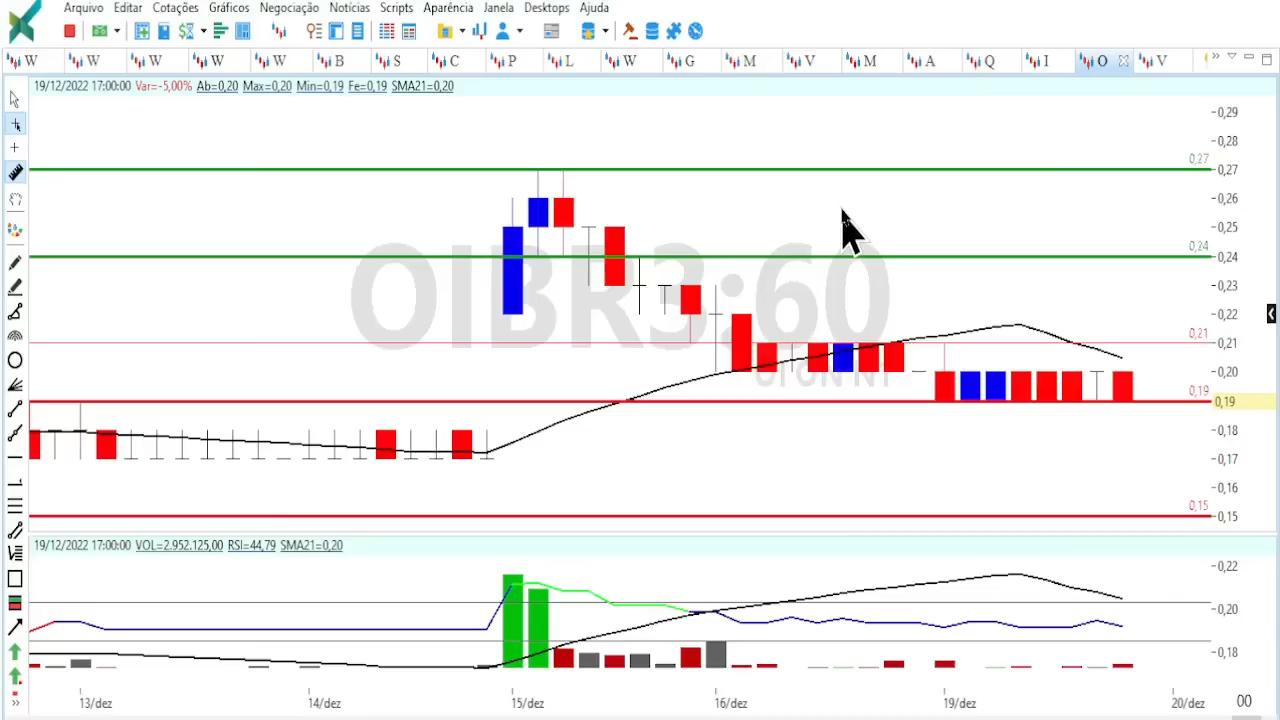 Arquivo Editar Cotações Gráficos Negociação Notícias Scripts Aparência Janela Desktops Ajuda
W W W W W B S C P L W G M V M A Q I O V
19/12/2022 17:00:00 Var=-5,00% Ab=0,20 Max=0,20 Min=0,19 Fe=0,19 SMA21=0,20
0,29
0,28
0,27 0,27
0,26
0,25
0,24 0,24
OIBR3:60
0,23
0,22
0,21 0,21
OI ON N1
0,20
0,19 0,19
0,18
0,17
0,16
0,15 0,15
19/12/2022 17:00:00 VOL=2.952.125,00 RSI=44,79 SMA21=0,20
0,22
0,20
0,18
13/dez 14/dez 15/dez 16/dez 19/dez 20/dez 00